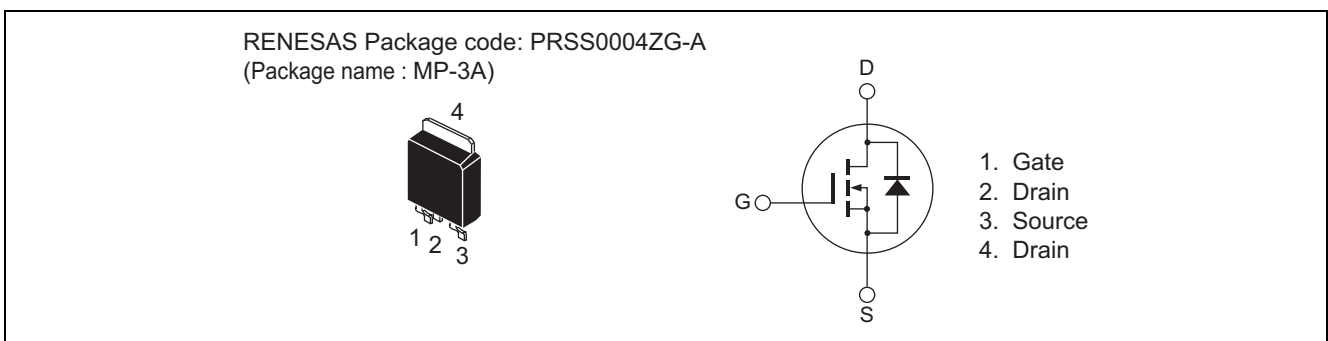 RENESAS Package code: PRSS0004ZG-A
(Package name : MP-3A)
4
1 2 3
D
G
S
1. Gate
2. Drain
3. Source
4. Drain